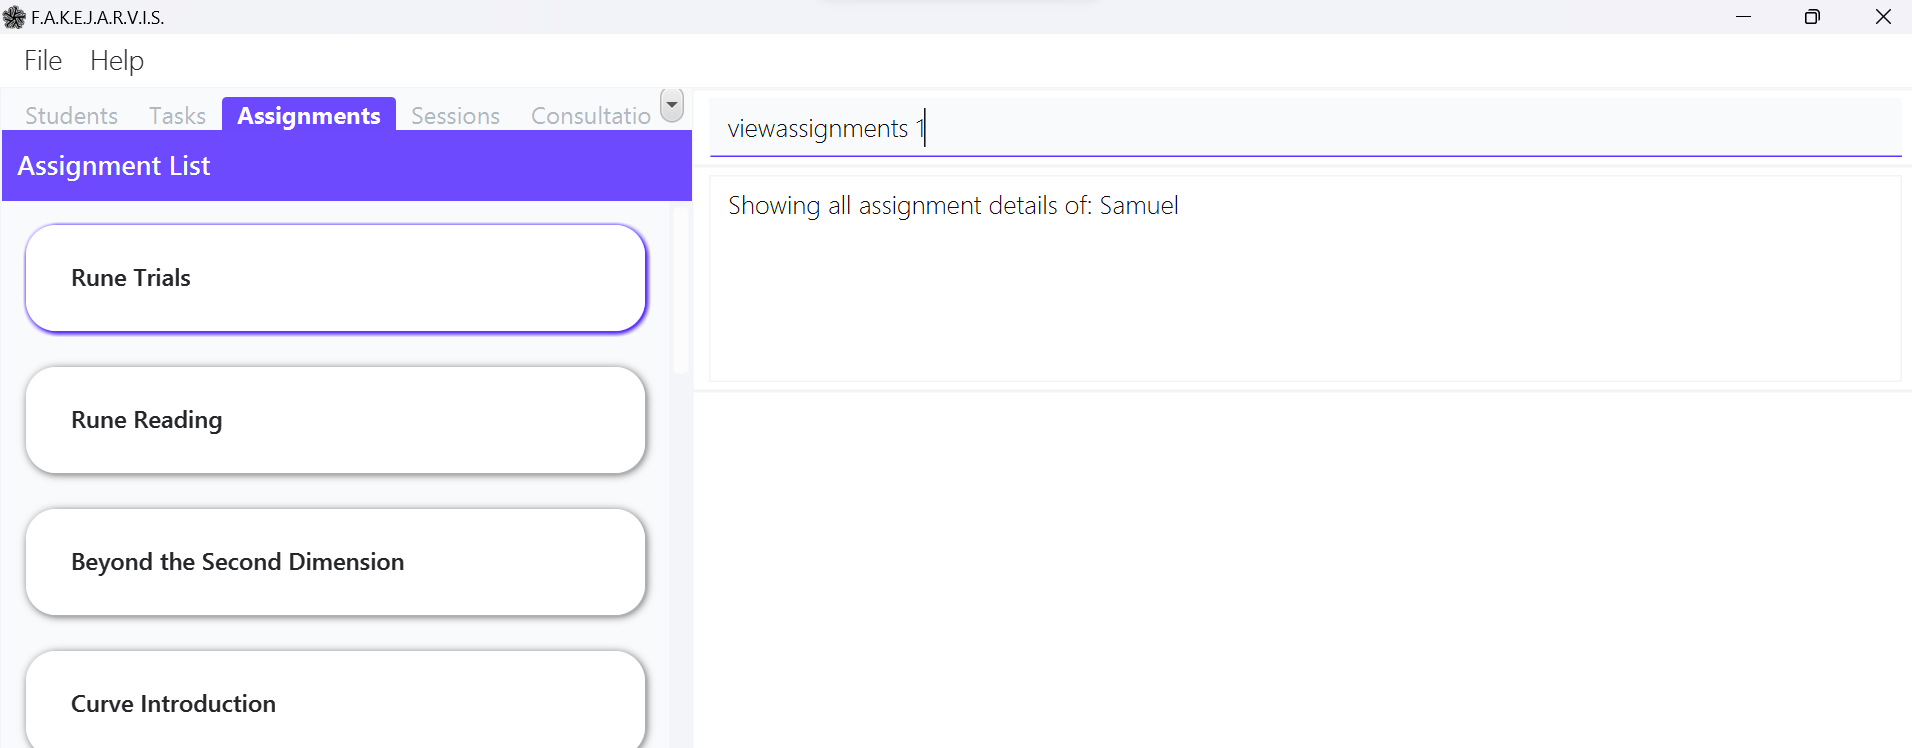 F.A.K.E.J.A.R.V.I.S.
File Help
Students Tasks Assignments Sessions Consultatio
Assignment List
Rune Trials
Rune Reading
Beyond the Second Dimension
Curve Introduction
viewassignments 1
Showing all assignment details of: Samuel